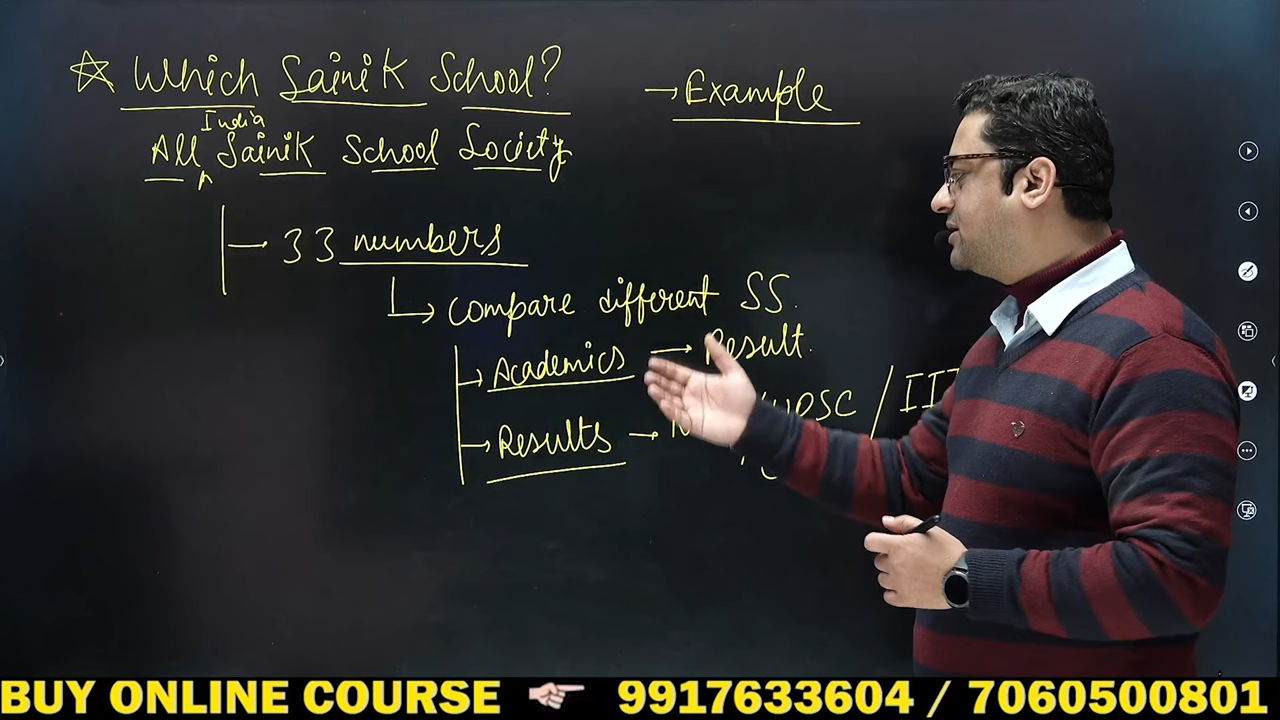 ☆ Which Sainik School?
→ Example
India
All ^ Sainik School Society
→ 33 numbers
↳ compare different SS.
→ Academics → Result.
→ Results → UPSC /
BUY ONLINE COURSE 9917633604 / 7060500801